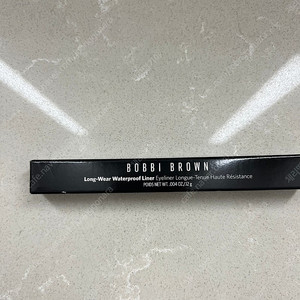 BOBBI BROWN
Long-Wear Waterproof Liner Eyeliner Longue-Tenue Haute Résistance
POIDS NET WT. .004 OZ./.12 g